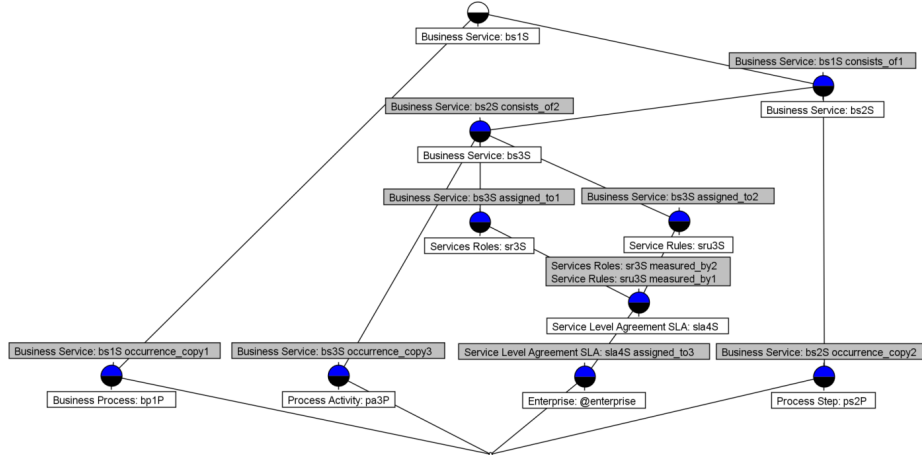 Business Service: bs1S
Business Service: bs1S consists_of1
Business Service: bs2S consists_of2
Business Service: bs2S
Business Service: bs3S
Business Service: bs3S assigned_to1
Business Service: bs3S assigned_to2
Services Roles: sr3S
Service Rules: sru3S
Services Roles: sr3S measured_by2
Service Rules: sru3S measured_by1
Service Level Agreement SLA: sla4S
Business Service: bs1S occurrence_copy1
Business Service: bs3S occurrence_copy3
Service Level Agreement SLA: sla4S assigned_to3
Business Service: bs2S occurrence_copy2
Business Process: bp1P
Process Activity: pa3P
Enterprise: @enterprise
Process Step: ps2P